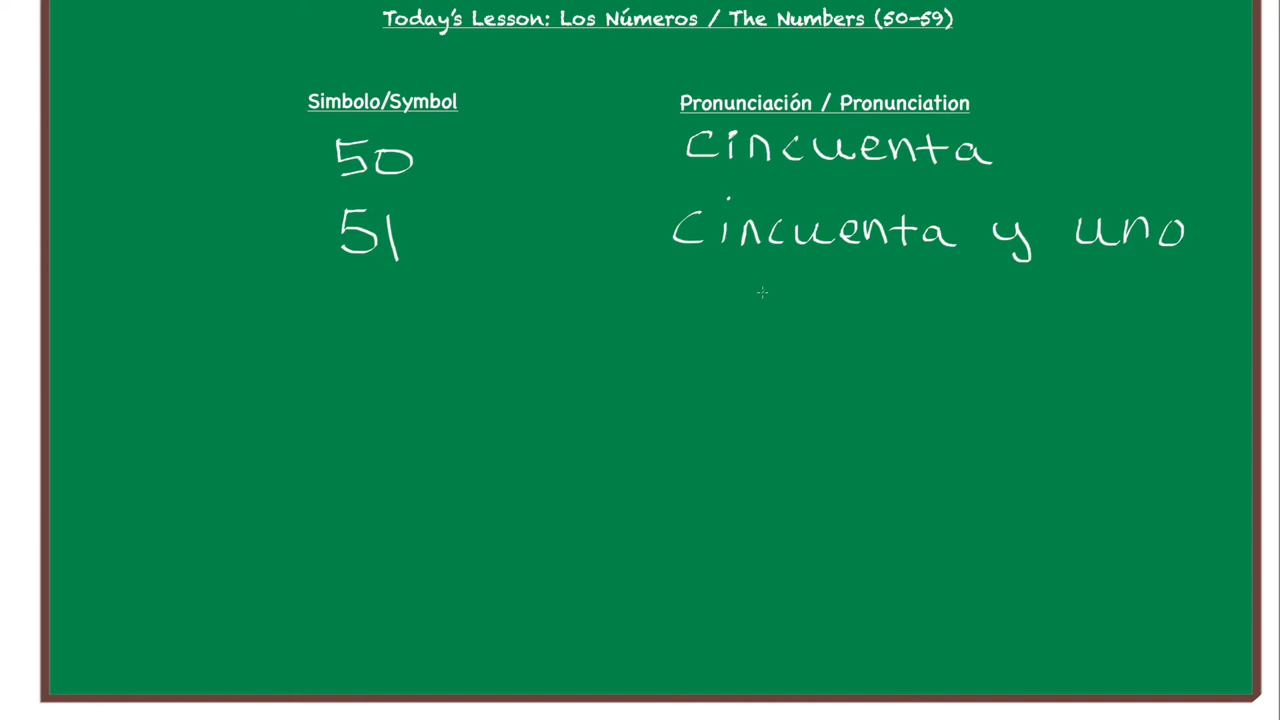 Today's Lesson: Los Números / The Numbers (50-59)
Simbolo/Symbol Pronunciación / Pronunciation
50 Cincuenta
51 Cincuenta y uno